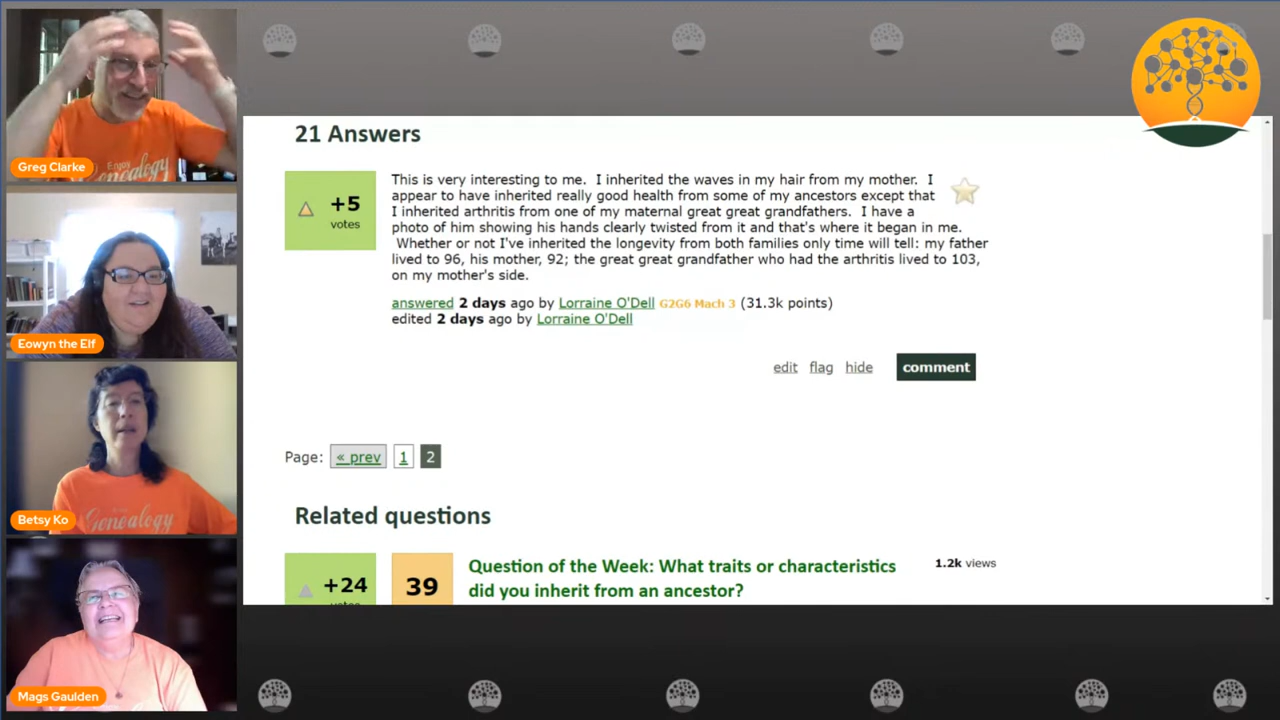 Enjoy
Genealogy
Greg Clarke
Eowyn the Elf
Genealogy
Betsy Ko
Mags Gaulden
21 Answers
+5
votes
This is very interesting to me. I inherited the waves in my hair from my mother. I
appear to have inherited really good health from some of my ancestors except that
I inherited arthritis from one of my maternal great great grandfathers. I have a
photo of him showing his hands clearly twisted from it and that's where it began in me.
Whether or not I've inherited the longevity from both families only time will tell: my father
lived to 96, his mother, 92; the great great grandfather who had the arthritis lived to 103,
on my mother's side.
answered 2 days ago by Lorraine O'Dell G2G6 Mach 3 (31.3k points)
edited 2 days ago by Lorraine O'Dell
edit flag hide comment
Page: « prev 1 2
Related questions
+24
votes
39
Question of the Week: What traits or characteristics
did you inherit from an ancestor?
1.2k views